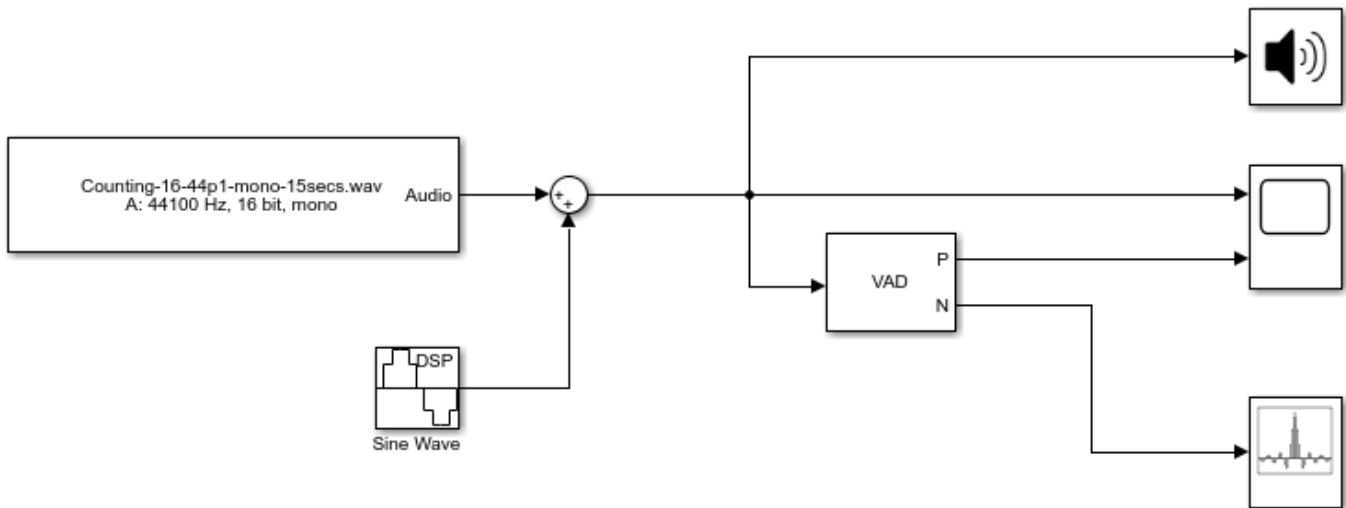 Counting-16-44p1-mono-15secs.wav
A: 44100 Hz, 16 bit, mono
Audio
+
+
P
VAD
N
DSP
Sine Wave